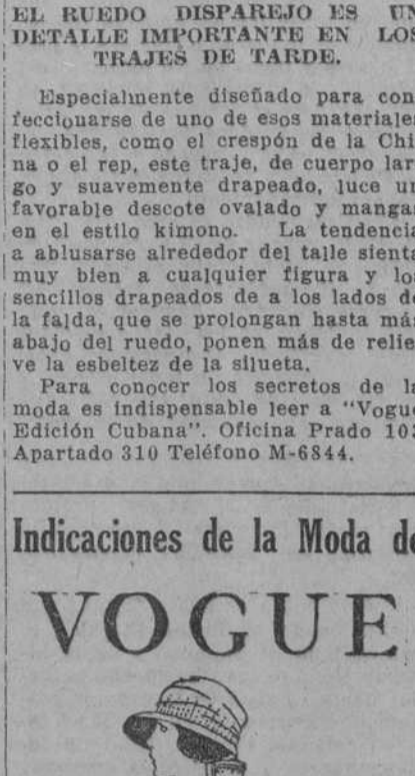 EL RUEDO DISPAREJO ES UN
DETALLE IMPORTANTE EN LOS
TRAJES DE TARDE.
Especialmente diseñado para con
feccionarse de uno de esos materiales
flexibles, como el crespón de la Chi
na o el rep, este traje, de cuerpo lar
go y suavemente drapeado, luce un
favorable descote ovalado y mangas
en el estilo kimono. La tendencia
a ablusarse alrededor del talle sienta
muy bien a cualquier figura y los
sencillos drapeados de a los lados de
la falda, que se prolongan hasta más
abajo del ruedo, ponen más de relie
ve la esbeltez de la silueta.
Para conocer los secretos de la
moda es indispensable leer a "Vogue
Edición Cubana". Oficina Prado 103
Apartado 310 Teléfono M-6844.
Indicaciones de la Moda de
VOGUE